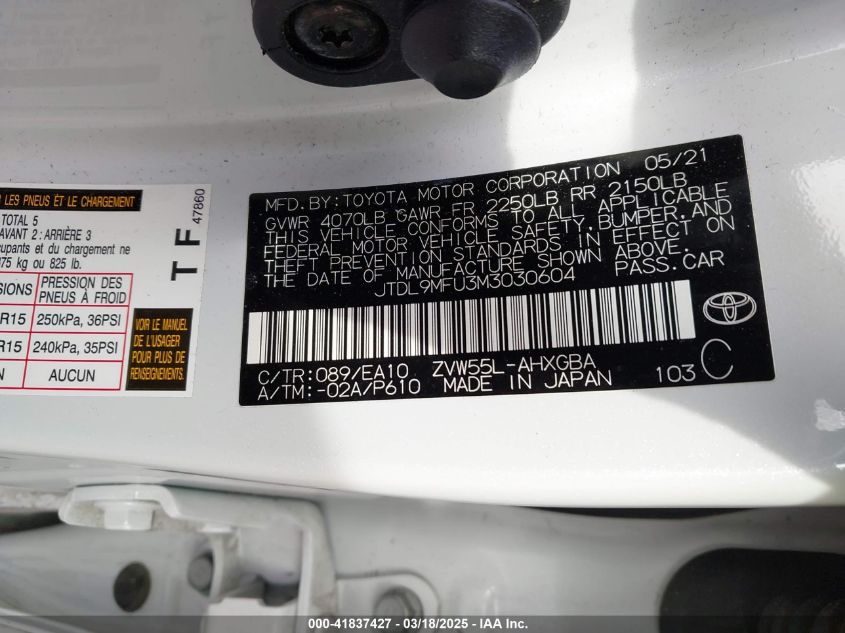 LES PNEUS ET LE CHARGEMENT
TOTAL 5
AVANT 2 : ARRIÈRE 3
et du chargement ne
kg ou 825 lb.
PRESSION DES
PNEUS À FROID
R15 250kPa, 36PSI
R15 240kPa, 35PSI
AUCUN
VOIR LE MANUEL
DE L'USAGER
POUR PLUS DE
RENSEIGNEMENTS.
T F
47860
MFD.BY:TOYOTA MOTOR CORPORATION 05/21
GVWR 4070LB GAWR FR 2250LB RR 2150LB
THIS VEHICLE CONFORMS TO ALL APPLICABLE
FEDERAL MOTOR VEHICLE SAFETY,BUMPER,AND
THEFT PREVENTION STANDARDS IN EFFECT ON
THE DATE OF MANUFACTURE SHOWN ABOVE.
JTDL9MFU3M3030604 PASS.CAR
C/TR:089/EA10 ZVW55L-AHXGBA
A/TM:-02A/P610 MADE IN JAPAN 103 C
000-41837427 - 03/18/2025 - IAA Inc.